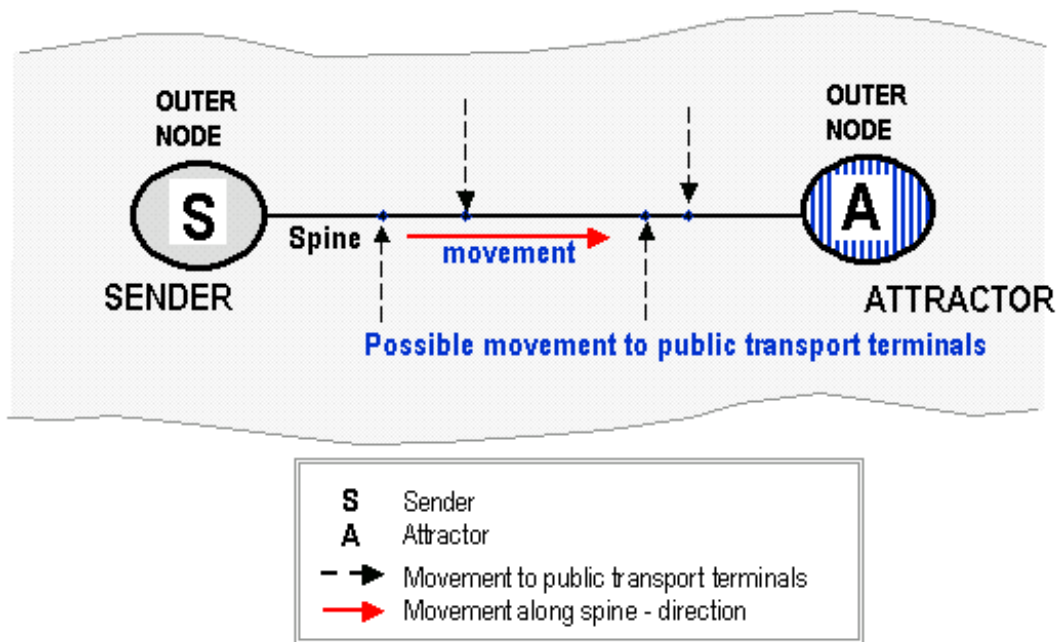 OUTER
NODE
OUTER
NODE
S
A
Spine
movement
SENDER
ATTRACTOR
Possible movement to public transport terminals
S Sender
A Attractor
Movement to public transport terminals
Movement along spine - direction